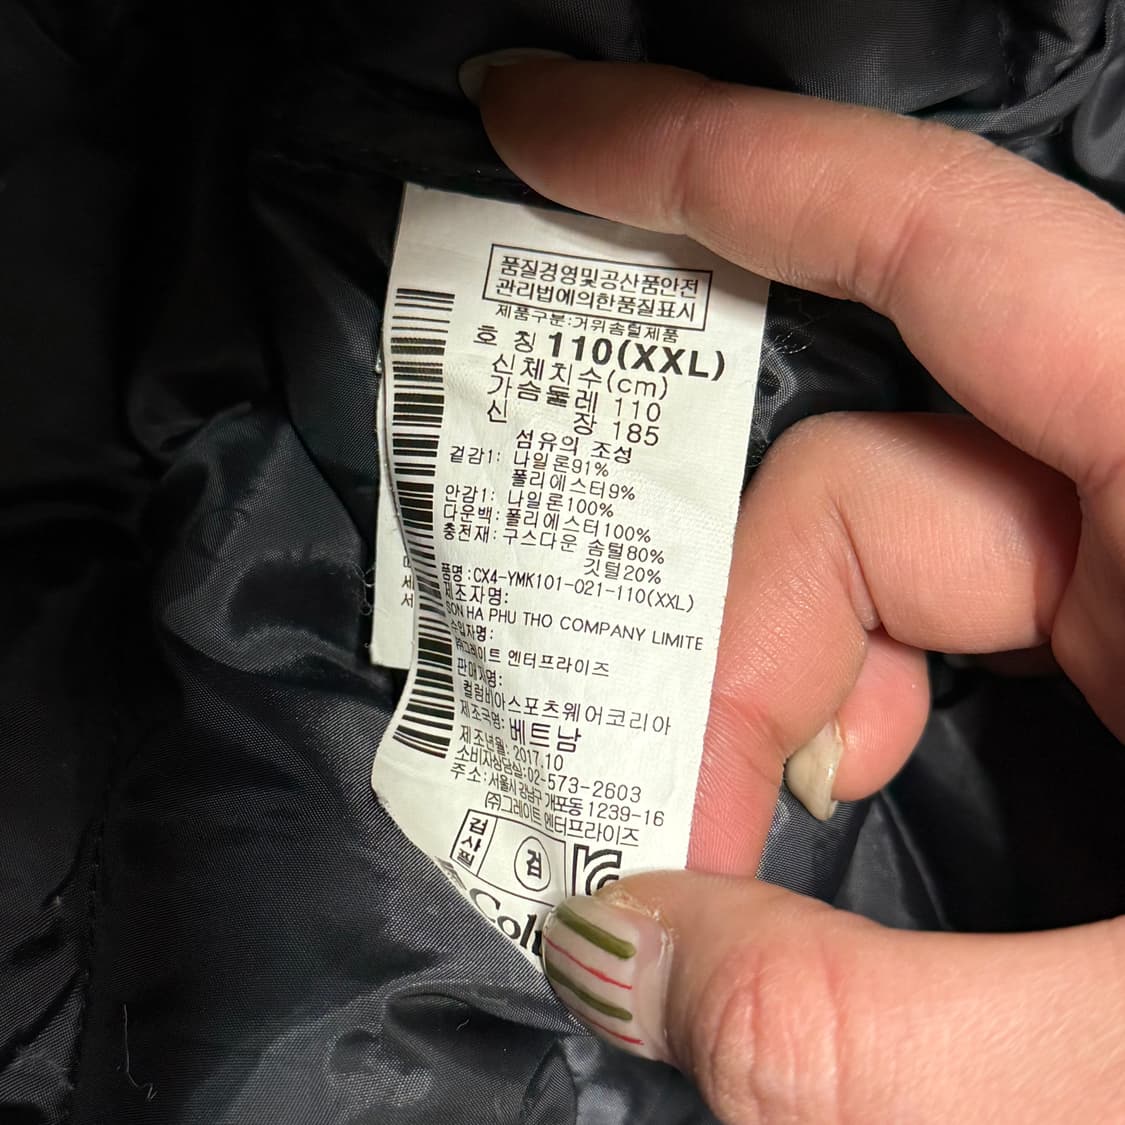 품질경영및공산품안전
관리법에의한품질표시
제품구분:거위솜털제품
호 칭 110(XXL)
신체치수(cm)
가슴둘레 110
신 장 185
섬유의 조성
겉감1: 나일론91%
폴리에스터9%
안감1: 나일론100%
다운백: 폴리에스터100%
충전재: 구스다운 솜털80%
깃털20%
품명:CX4-YMK101-021-110(XXL)
제조자명:
SON HA PHU THO COMPANY LIMITE
수입자명:
㈜그레이트 엔터프라이즈
판매자명:
컬럼비아스포츠웨어코리아
제조국명: 베트남
제조년월: 2017.10
소비자상담실:02-573-2603
주소:서울시 강남구 개포동 1239-16
(주)그레이트 엔터프라이즈
검사필
검
세
서